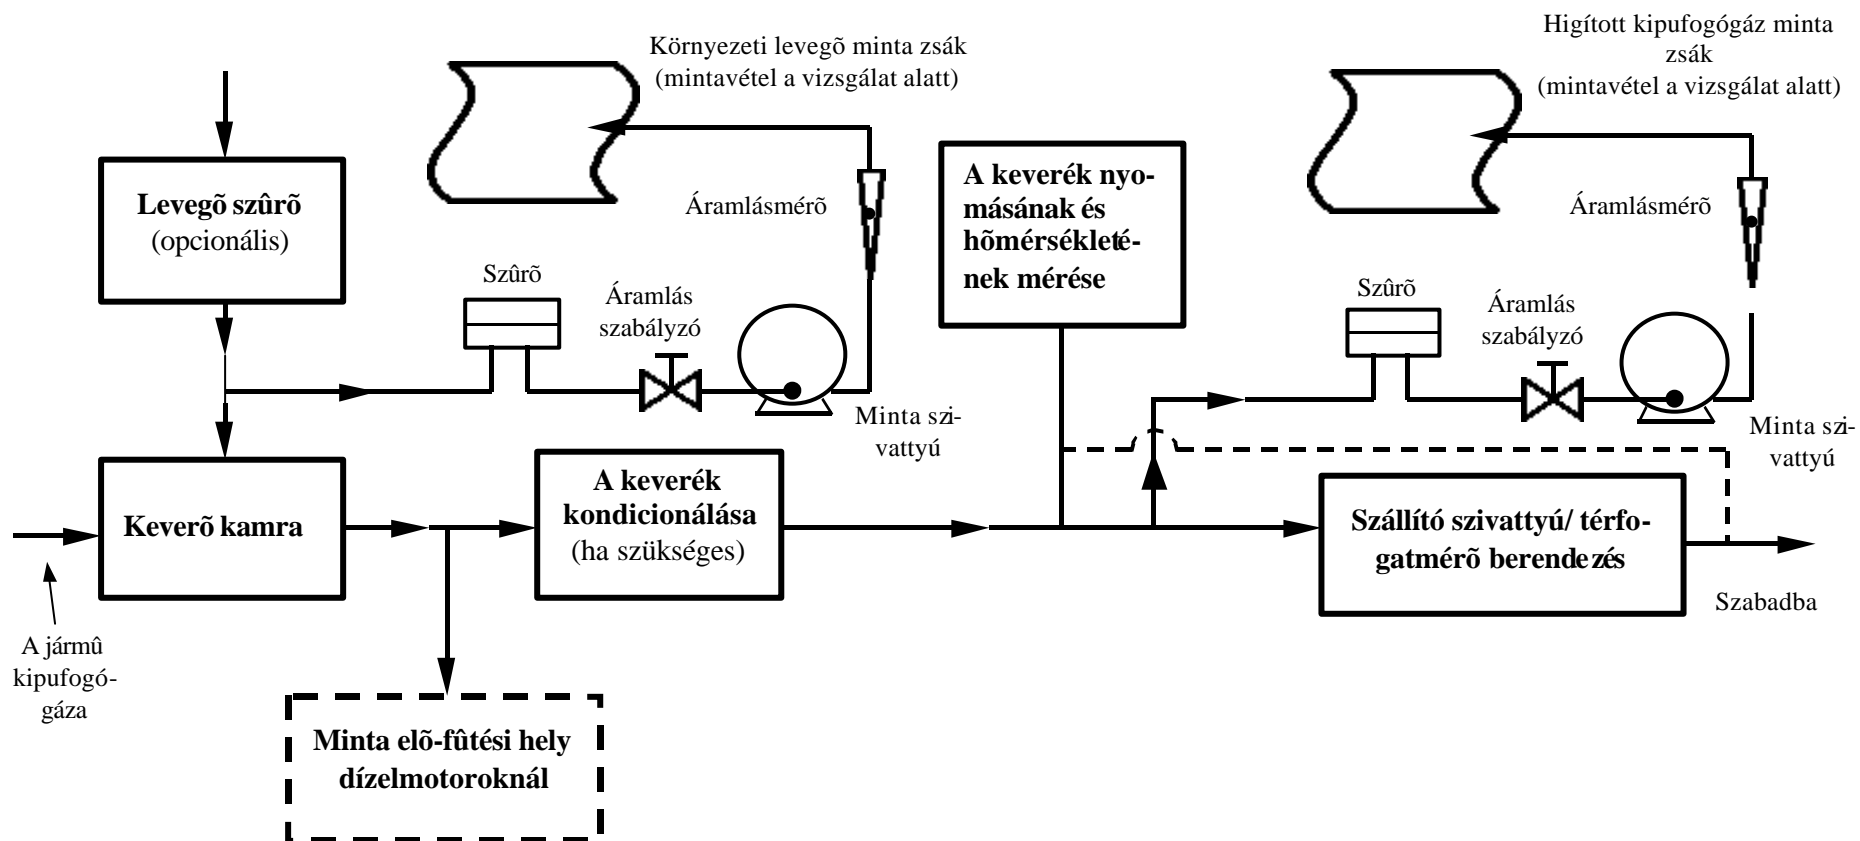 Környezeti levegõ minta zsák
(mintavétel a vizsgálat alatt)
Higított kipufogógáz minta
zsák
(mintavétel a vizsgálat alatt)
Levegõ szûrõ
(opcionális)
Áramlásmérõ
A keverék nyo-
másának és
hõmérsékleté-
nek mérése
Áramlásmérõ
Szûrõ
Áramlás
szabályzó
Szûrõ
Áramlás
szabályzó
Minta szi-
vattyú
Minta szi-
vattyú
Keverõ kamra
A keverék
kondicionálása
(ha szükséges)
Szállító szivattyú/ térfo-
gatmérõ berendezés
Szabadba
A jármû
kipufogó-
gáza
Minta elõ-fûtési hely
dízelmotoroknál